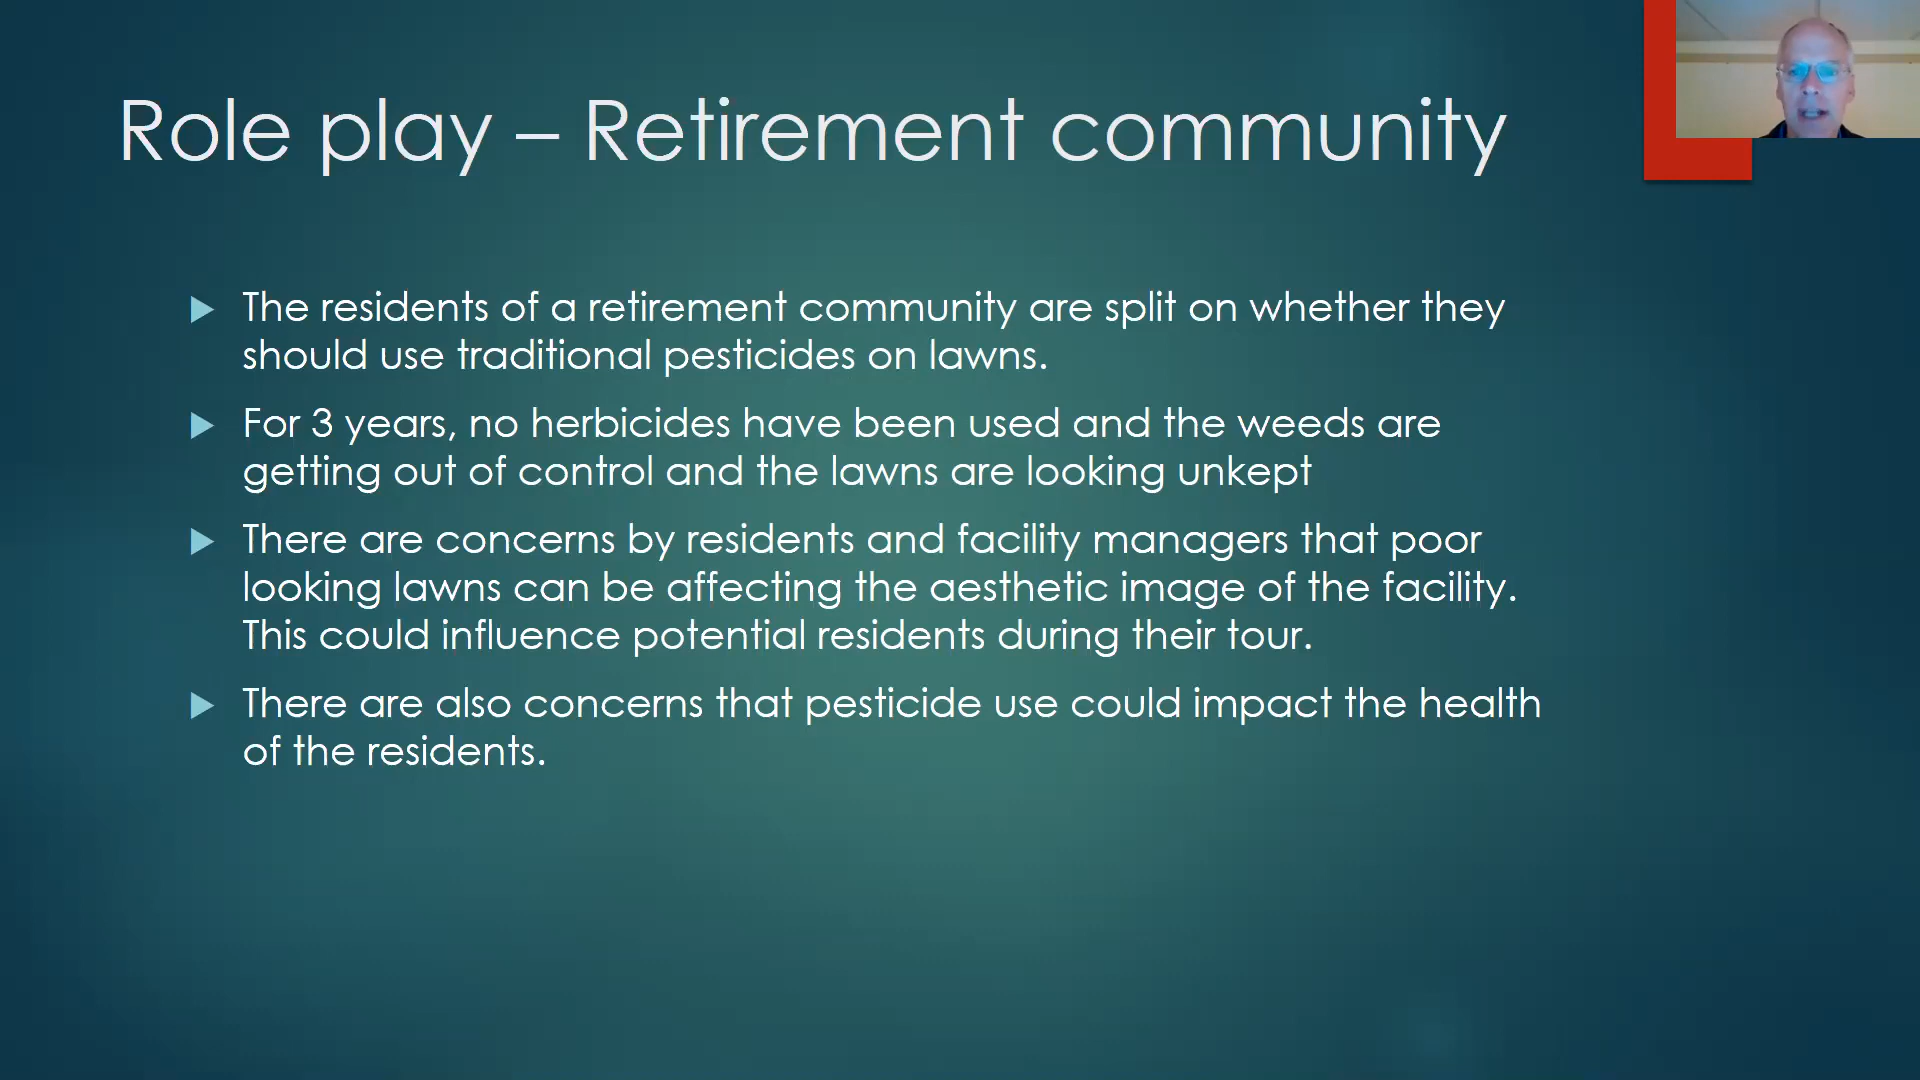 Role play – Retirement community
The residents of a retirement community are split on whether they
should use traditional pesticides on lawns.
For 3 years, no herbicides have been used and the weeds are
getting out of control and the lawns are looking unkept
There are concerns by residents and facility managers that poor
looking lawns can be affecting the aesthetic image of the facility.
This could influence potential residents during their tour.
There are also concerns that pesticide use could impact the health
of the residents.